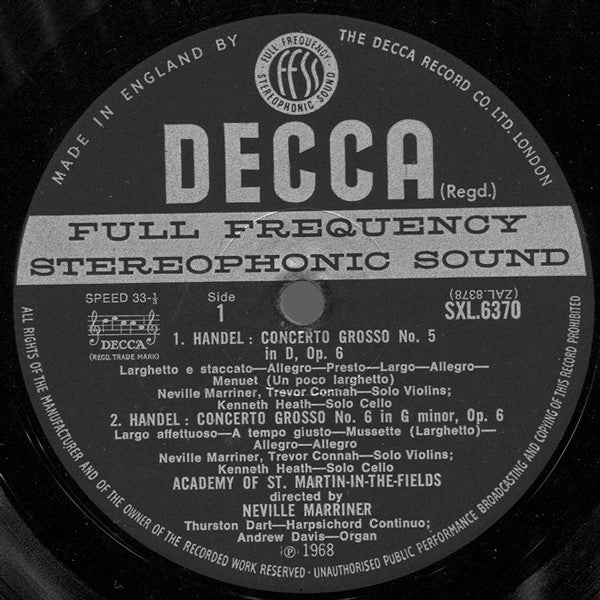 MADE IN ENGLAND BY
THE DECCA RECORD CO. LTD. LONDON
FULL FREQUENCY
ffss
STEREOPHONIC SOUND
DECCA (Regd.)
FULL FREQUENCY
STEREOPHONIC SOUND
SPEED 33-⅓
Side
1
(ZAL.8378)
SXL.6370
DECCA
(REGD. TRADE MARK)
1. HANDEL : CONCERTO GROSSO No. 5
in D, Op. 6
Larghetto e staccato—Allegro—Presto—Largo—Allegro—
Menuet (Un poco larghetto)
Neville Marriner, Trevor Connah—Solo Violins;
Kenneth Heath—Solo Cello
2. HANDEL : CONCERTO GROSSO No. 6 in G minor, Op. 6
Largo affettuoso—A tempo giusto—Mussette (Larghetto)—
Allegro—Allegro
Neville Marriner, Trevor Connah—Solo Violins;
Kenneth Heath—Solo Cello
ACADEMY OF ST. MARTIN-IN-THE-FIELDS
directed by
NEVILLE MARRINER
Thurston Dart—Harpsichord Continuo;
Andrew Davis—Organ
℗ 1968
ALL RIGHTS OF THE MANUFACTURER AND OF THE OWNER OF THE RECORDED WORK RESERVED · UNAUTHORISED PUBLIC PERFORMANCE BROADCASTING AND COPYING OF THIS RECORD PROHIBITED